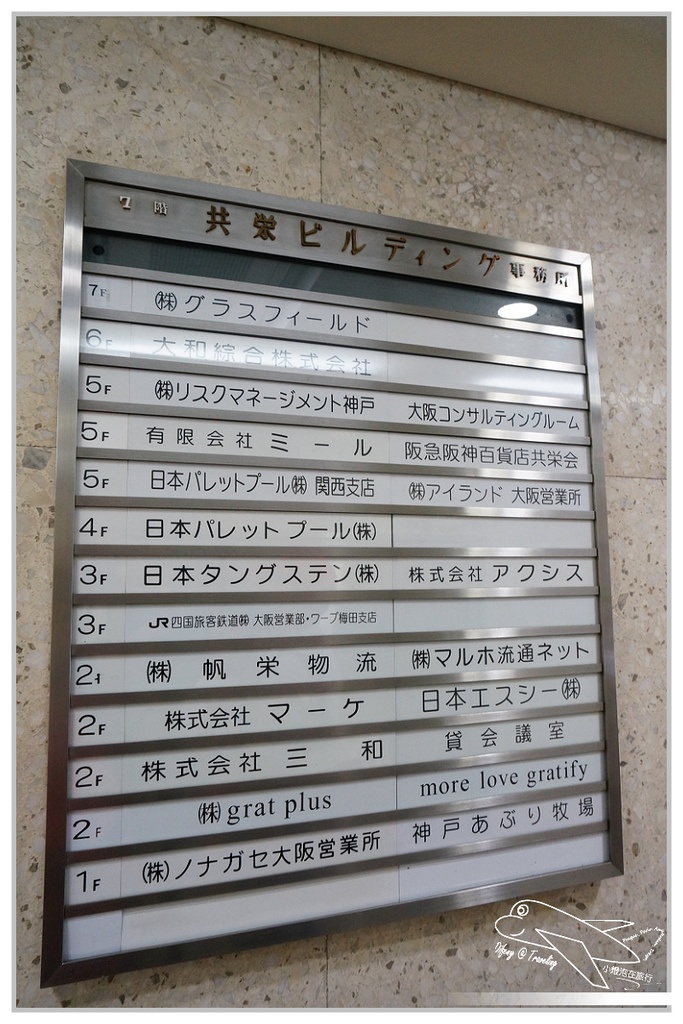 7階 共栄ビルディング 事務所
7F ㈱グラスフィールド
6F 大和綜合株式会社
5F ㈱リスクマネージメント神戸 大阪コンサルティングルーム
5F 有限会社 ミール 阪急阪神百貨店共栄会
5F 日本パレットプール㈱ 関西支店 ㈱アイランド 大阪営業所
4F 日本パレット プール(株)
3F 日本タングステン(株) 株式会社 アクシス
3F JR四国旅客鉄道㈱ 大阪営業部・ワープ梅田支店
2F (株) 帆栄物流 ㈱マルホ流通ネット
2F 株式会社 マーケ 日本エスシー㈱
2F 株式会社 三和 貸会議室
2F ㈱ grat plus more love gratify
1F (株)ノナガセ大阪営業所 神戸あぶり牧場
@ Traveling
小燈泡在旅行